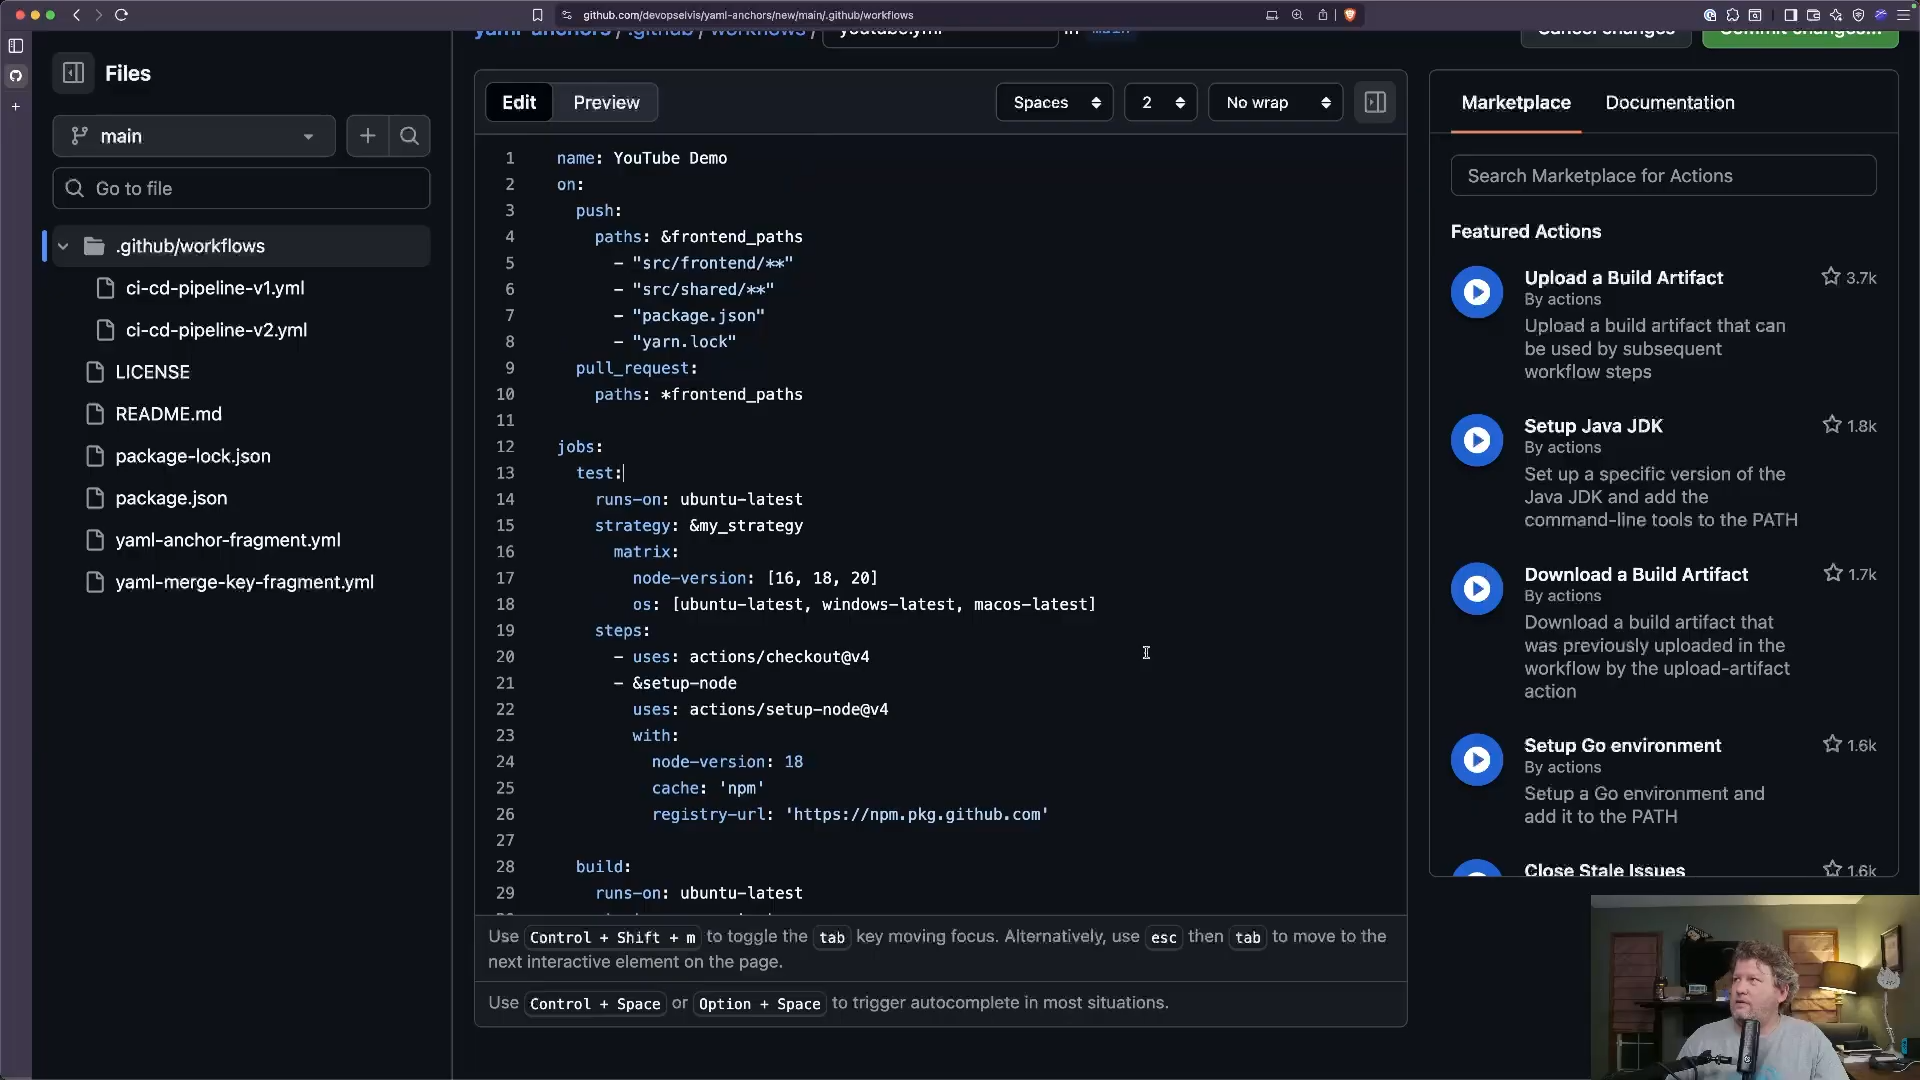 github.com/devopselvis/yaml-anchors/new/main/.github/workflows
Files
main
Go to file
.github/workflows
ci-cd-pipeline-v1.yml
ci-cd-pipeline-v2.yml
LICENSE
README.md
package-lock.json
package.json
yaml-anchor-fragment.yml
yaml-merge-key-fragment.yml
yaml-anchors / .github / workflows / youtube.yml in main
Cancel changes
Commit changes...
Edit
Preview
Spaces
2
No wrap
1 name: YouTube Demo
2 on:
3 push:
4 paths: &frontend_paths
5 - "src/frontend/**"
6 - "src/shared/**"
7 - "package.json"
8 - "yarn.lock"
9 pull_request:
10 paths: *frontend_paths
11
12 jobs:
13 test:
14 runs-on: ubuntu-latest
15 strategy: &my_strategy
16 matrix:
17 node-version: [16, 18, 20]
18 os: [ubuntu-latest, windows-latest, macos-latest]
19 steps:
20 - uses: actions/checkout@v4
21 - &setup-node
22 uses: actions/setup-node@v4
23 with:
24 node-version: 18
25 cache: 'npm'
26 registry-url: 'https://npm.pkg.github.com'
27
28 build:
29 runs-on: ubuntu-latest
Use Control + Shift + m to toggle the tab key moving focus. Alternatively, use esc then tab to move to the
next interactive element on the page.
Use Control + Space or Option + Space to trigger autocomplete in most situations.
Marketplace
Documentation
Search Marketplace for Actions
Featured Actions
Upload a Build Artifact 3.7k
By actions
Upload a build artifact that can
be used by subsequent
workflow steps
Setup Java JDK 1.8k
By actions
Set up a specific version of the
Java JDK and add the
command-line tools to the PATH
Download a Build Artifact 1.7k
By actions
Download a build artifact that
was previously uploaded in the
workflow by the upload-artifact
action
Setup Go environment 1.6k
By actions
Setup a Go environment and
add it to the PATH
Close Stale Issues 1.6k